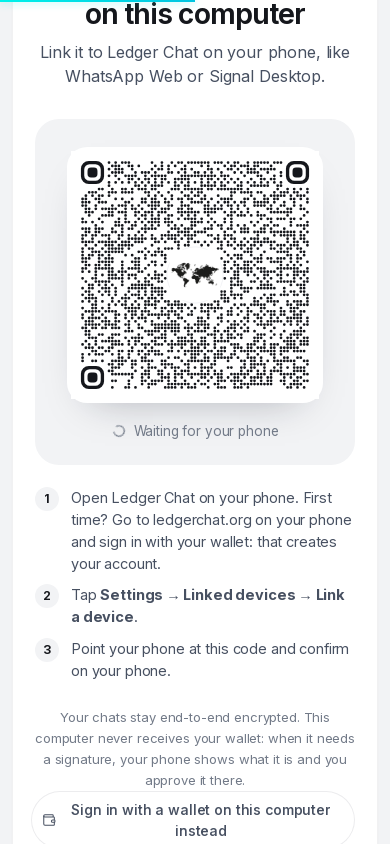 on this computer
Link it to Ledger Chat on your phone, like
WhatsApp Web or Signal Desktop.
Waiting for your phone
1 Open Ledger Chat on your phone. First
time? Go to ledgerchat.org on your phone
and sign in with your wallet: that creates
your account.
2 Tap Settings → Linked devices → Link
a device.
3 Point your phone at this code and confirm
on your phone.
Your chats stay end-to-end encrypted. This
computer never receives your wallet: when it needs
a signature, your phone shows what it is and you
approve it there.
Sign in with a wallet on this computer
instead